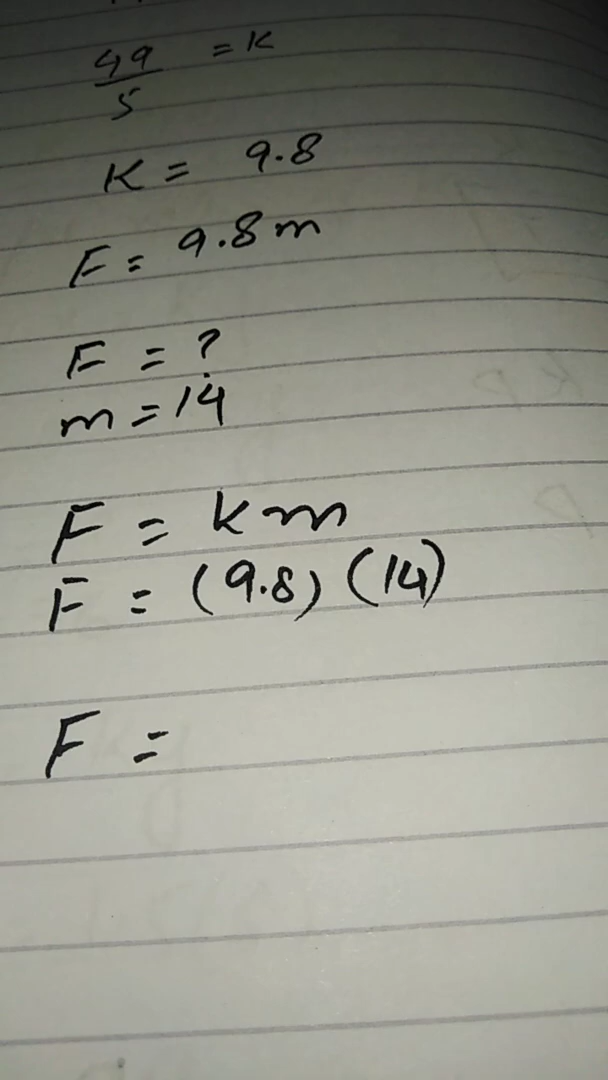 49/5 = K
K = 9.8
F = 9.8m
F = ?
m = 14
F = km
F = (9.8) (14)
F =